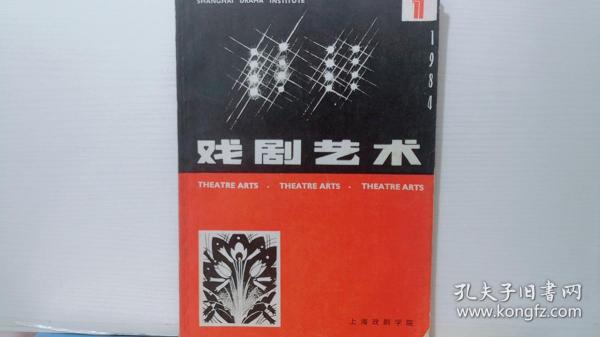 SHANGHAI DRAMA INSTITUTE
1
1984
戏剧艺术
THEATRE ARTS · THEATRE ARTS · THEATRE ARTS
上海戏剧学院
孔夫子旧书网
www.kongfz.com